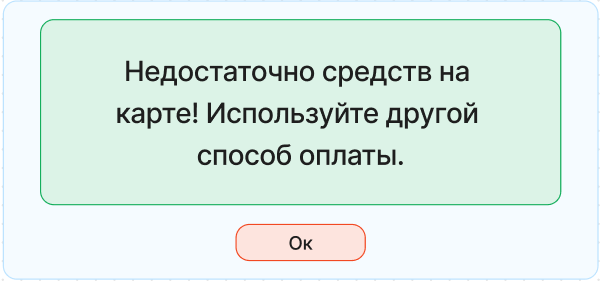 Недостаточно средств на
карте! Используйте другой
способ оплаты.
Ок